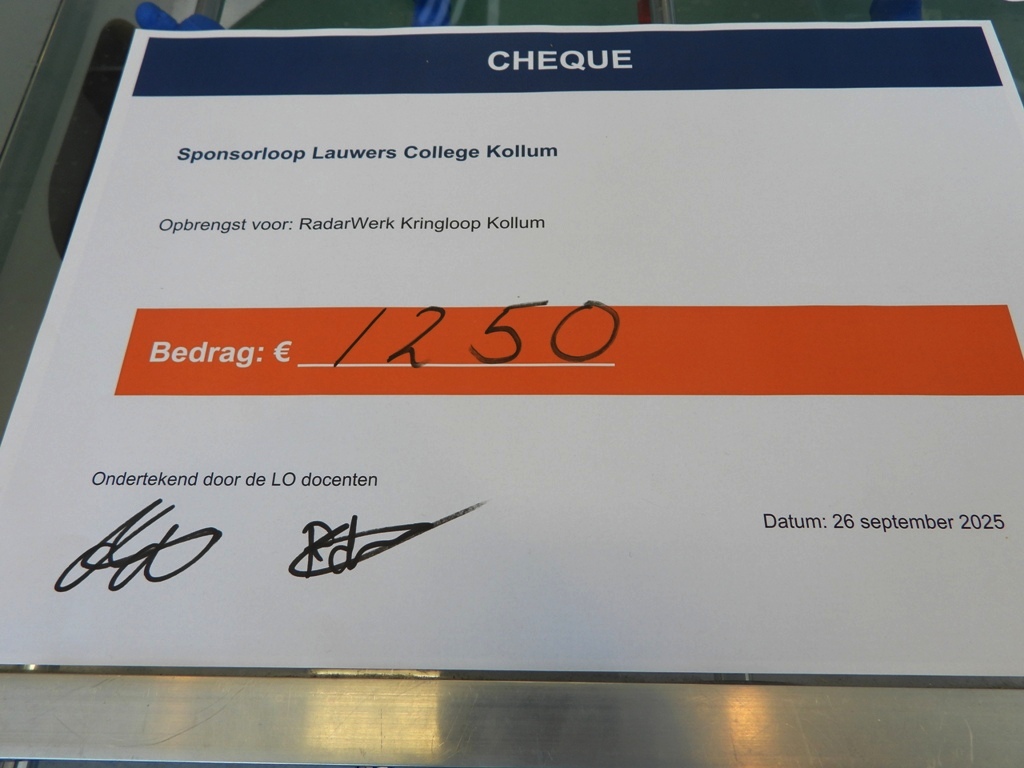 CHEQUE
Sponsorloop Lauwers College Kollum
Opbrengst voor: RadarWerk Kringloop Kollum
Bedrag: € 1250
Ondertekend door de LO docenten
Datum: 26 september 2025